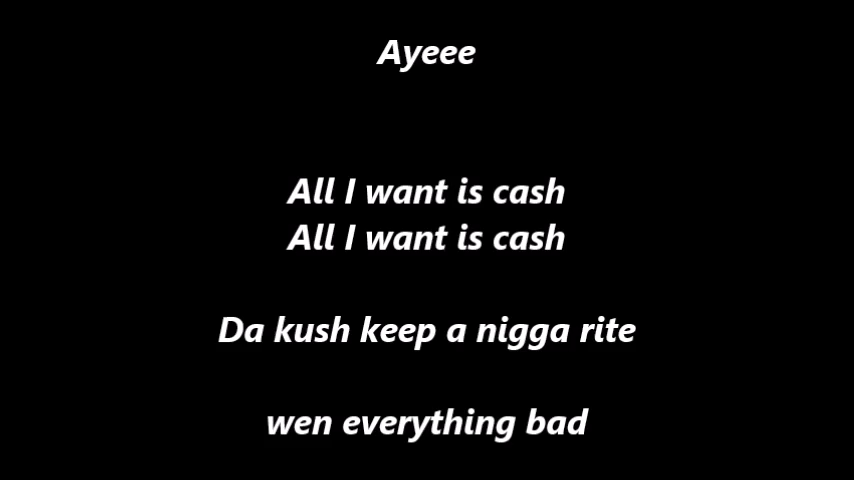 Ayeee
All I want is cash
All I want is cash
Da kush keep a nigga rite
wen everything bad